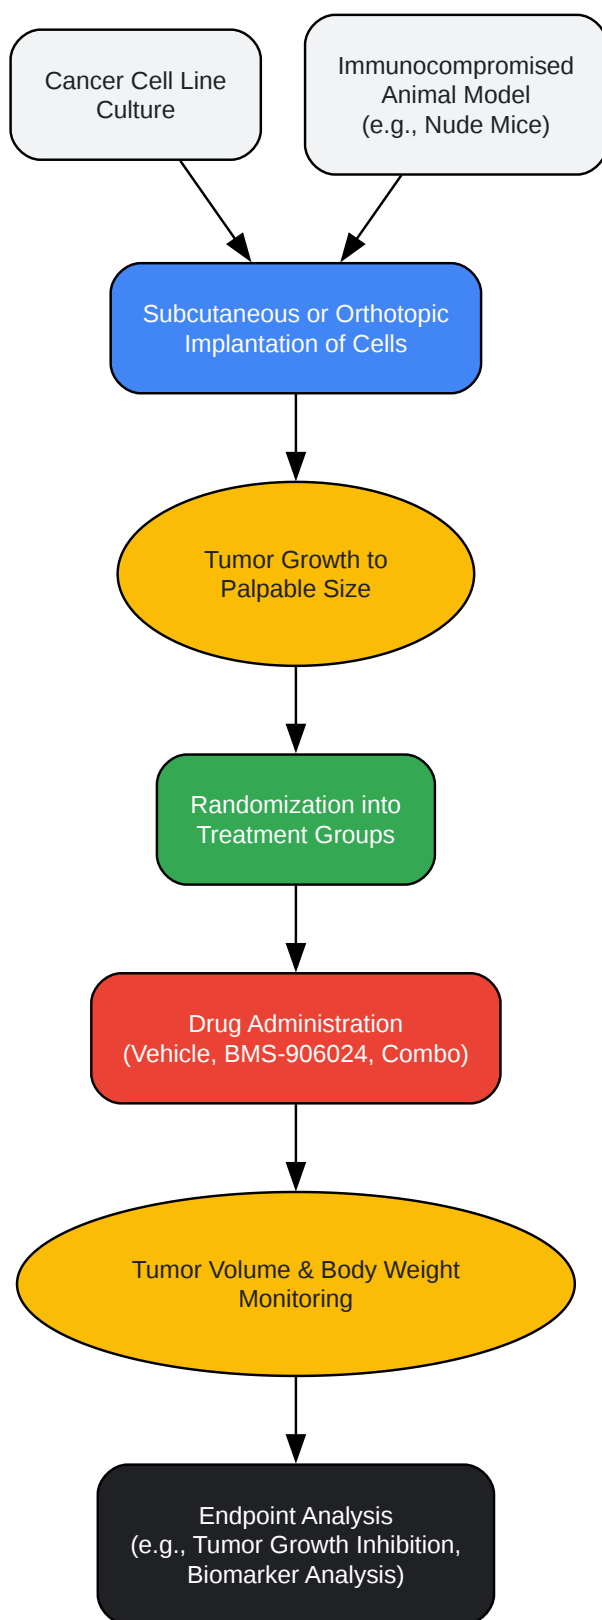 Cancer Cell Line
Culture
Immunocompromised
Animal Model
(e.g., Nude Mice)
Subcutaneous or Orthotopic
Implantation of Cells
Tumor Growth to
Palpable Size
Randomization into
Treatment Groups
Drug Administration
(Vehicle, BMS-906024, Combo)
Tumor Volume & Body Weight
Monitoring
Endpoint Analysis
(e.g., Tumor Growth Inhibition,
Biomarker Analysis)